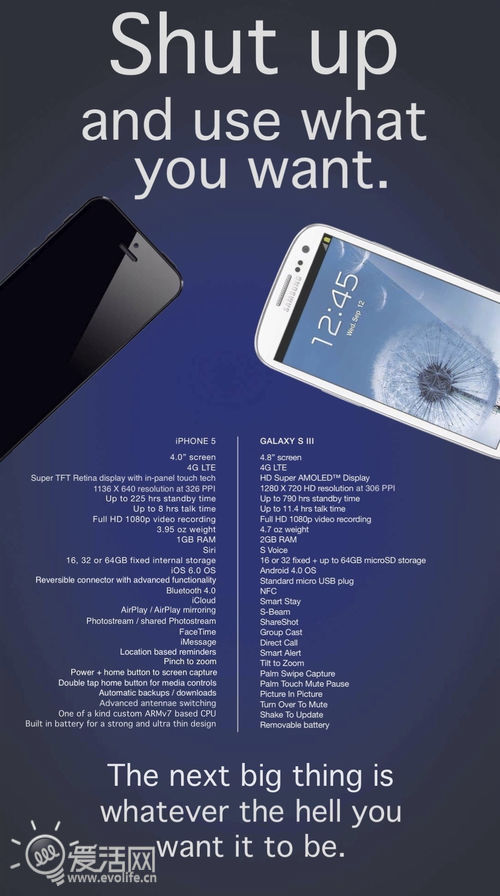 Shut up
and use what
you want.
SAMSUNG
12:45
Wed. Sep 12
iPHONE 5
4.0" screen
4G LTE
Super TFT Retina display with in-panel touch tech
1136 X 640 resolution at 326 PPI
Up to 225 hrs standby time
Up to 8 hrs talk time
Full HD 1080p video recording
3.95 oz weight
1GB RAM
Siri
16, 32 or 64GB fixed internal storage
iOS 6.0 OS
Reversible connector with advanced functionality
Bluetooth 4.0
iCloud
AirPlay / AirPlay mirroring
Photostream / shared Photostream
FaceTime
iMessage
Location based reminders
Pinch to zoom
Power + home button to screen capture
Double tap home button for media controls
Automatic backups / downloads
Advanced antennae switching
One of a kind custom ARMv7 based CPU
Built in battery for a strong and ultra thin design
GALAXY S III
4.8" screen
4G LTE
HD Super AMOLED™ Display
1280 X 720 HD resolution at 306 PPI
Up to 790 hrs standby time
Up to 11.4 hrs talk time
Full HD 1080p video recording
4.7 oz weight
2GB RAM
S Voice
16 or 32 fixed + up to 64GB microSD storage
Android 4.0 OS
Standard micro USB plug
NFC
Smart Stay
S-Beam
ShareShot
Group Cast
Direct Call
Smart Alert
Tilt to Zoom
Palm Swipe Capture
Palm Touch Mute Pause
Picture In Picture
Turn Over To Mute
Shake To Update
Removable battery
The next big thing is
whatever the hell you
want it to be.
爱活网
www.evolife.cn